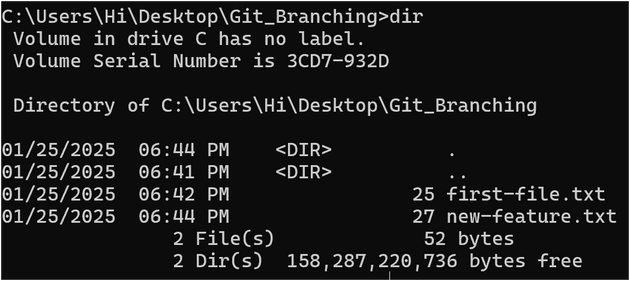 C:\Users\Hi\Desktop\Git_Branching>dir
Volume in drive C has no label.
Volume Serial Number is 3CD7-932D
Directory of C:\Users\Hi\Desktop\Git_Branching
01/25/2025  06:44 PM    <DIR>          .
01/25/2025  06:41 PM    <DIR>          ..
01/25/2025  06:42 PM                25 first-file.txt
01/25/2025  06:44 PM                27 new-feature.txt
2 File(s)             52 bytes
2 Dir(s)  158,287,220,736 bytes free